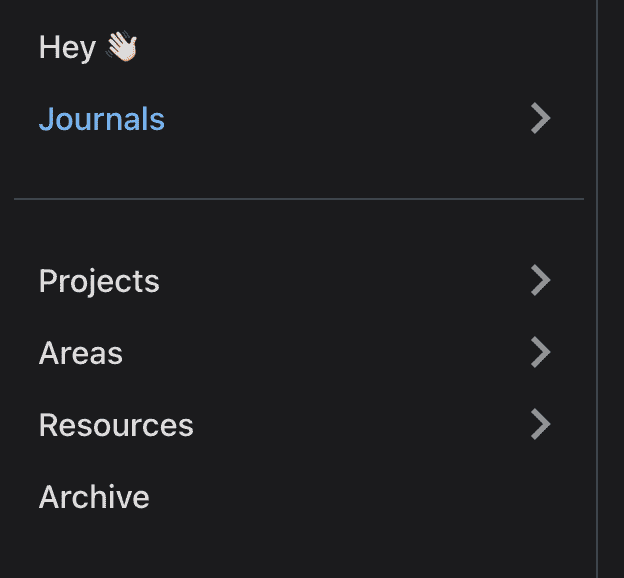 Hey 👋🏻
Journals
Projects
Areas
Resources
Archive